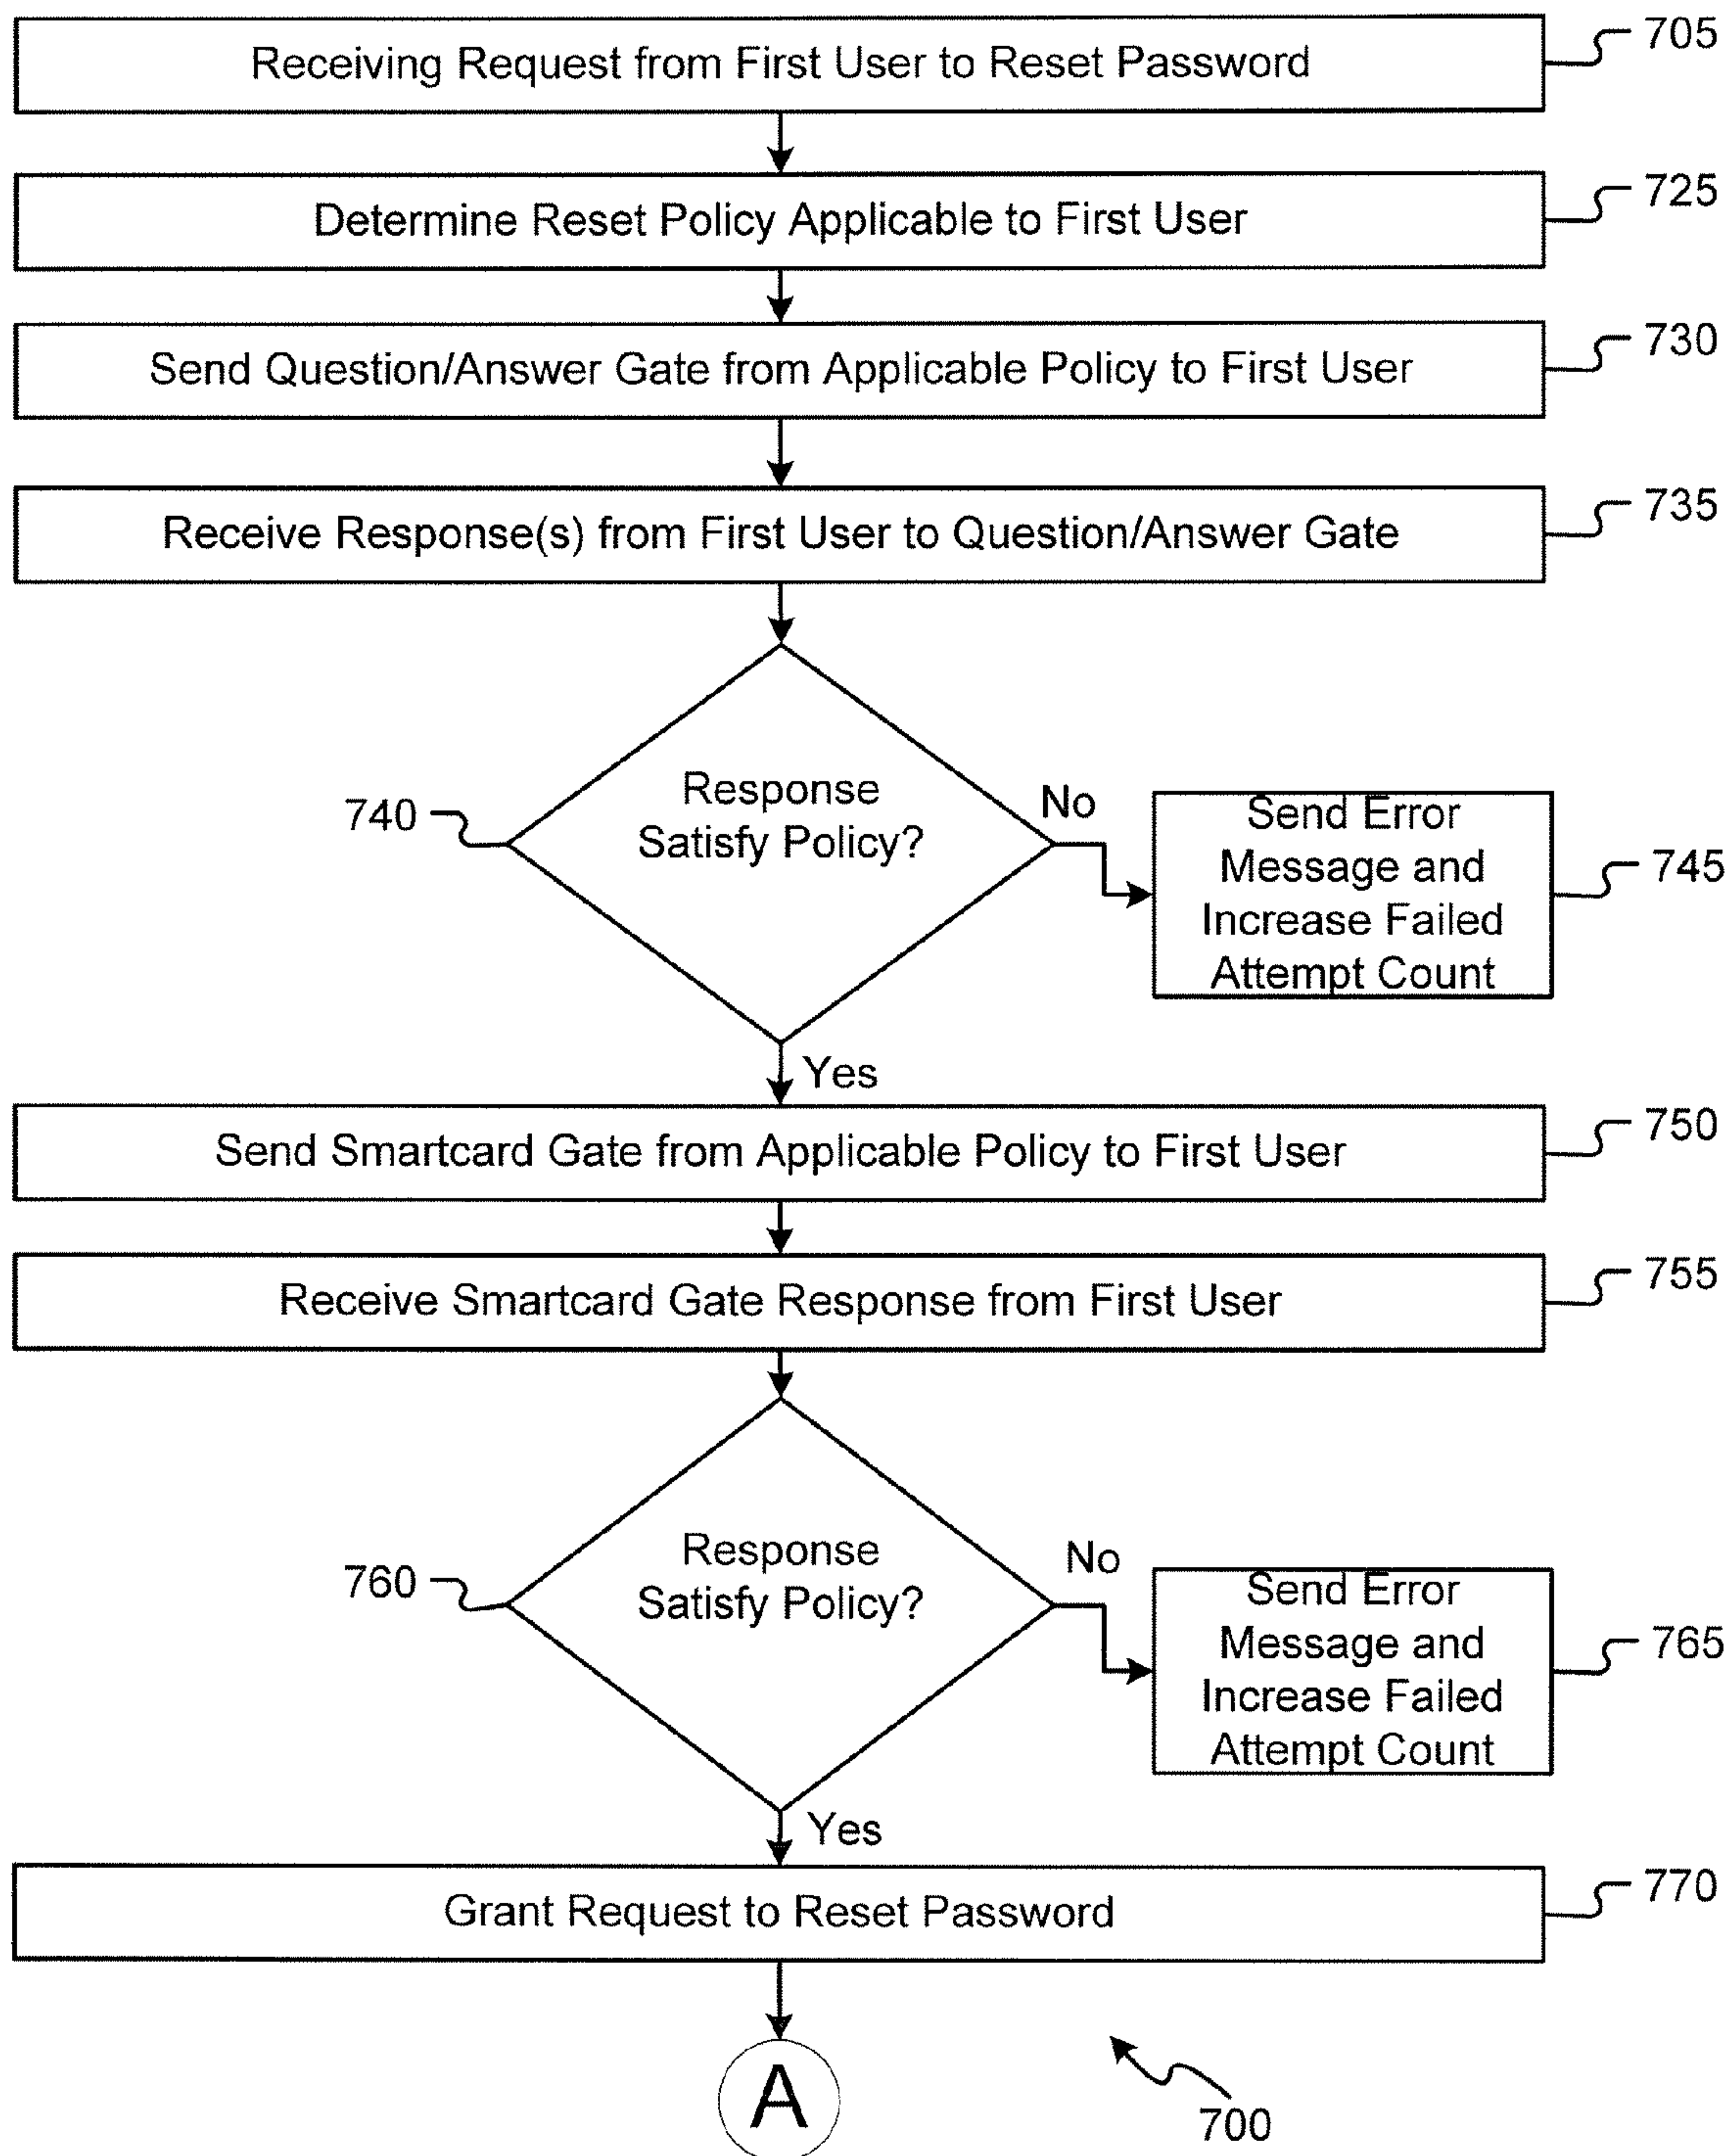 Receiving Request from First User to Reset Password
705
Determine Reset Policy Applicable to First User
725
Send Question/Answer Gate from Applicable Policy to First User
730
Receive Response(s) from First User to Question/Answer Gate
735
740
Response
Satisfy Policy?
No
Send Error
Message and
Increase Failed
Attempt Count
745
Yes
Send Smartcard Gate from Applicable Policy to First User
750
Receive Smartcard Gate Response from First User
755
760
Response
Satisfy Policy?
No
Send Error
Message and
Increase Failed
Attempt Count
765
Yes
Grant Request to Reset Password
770
A
700